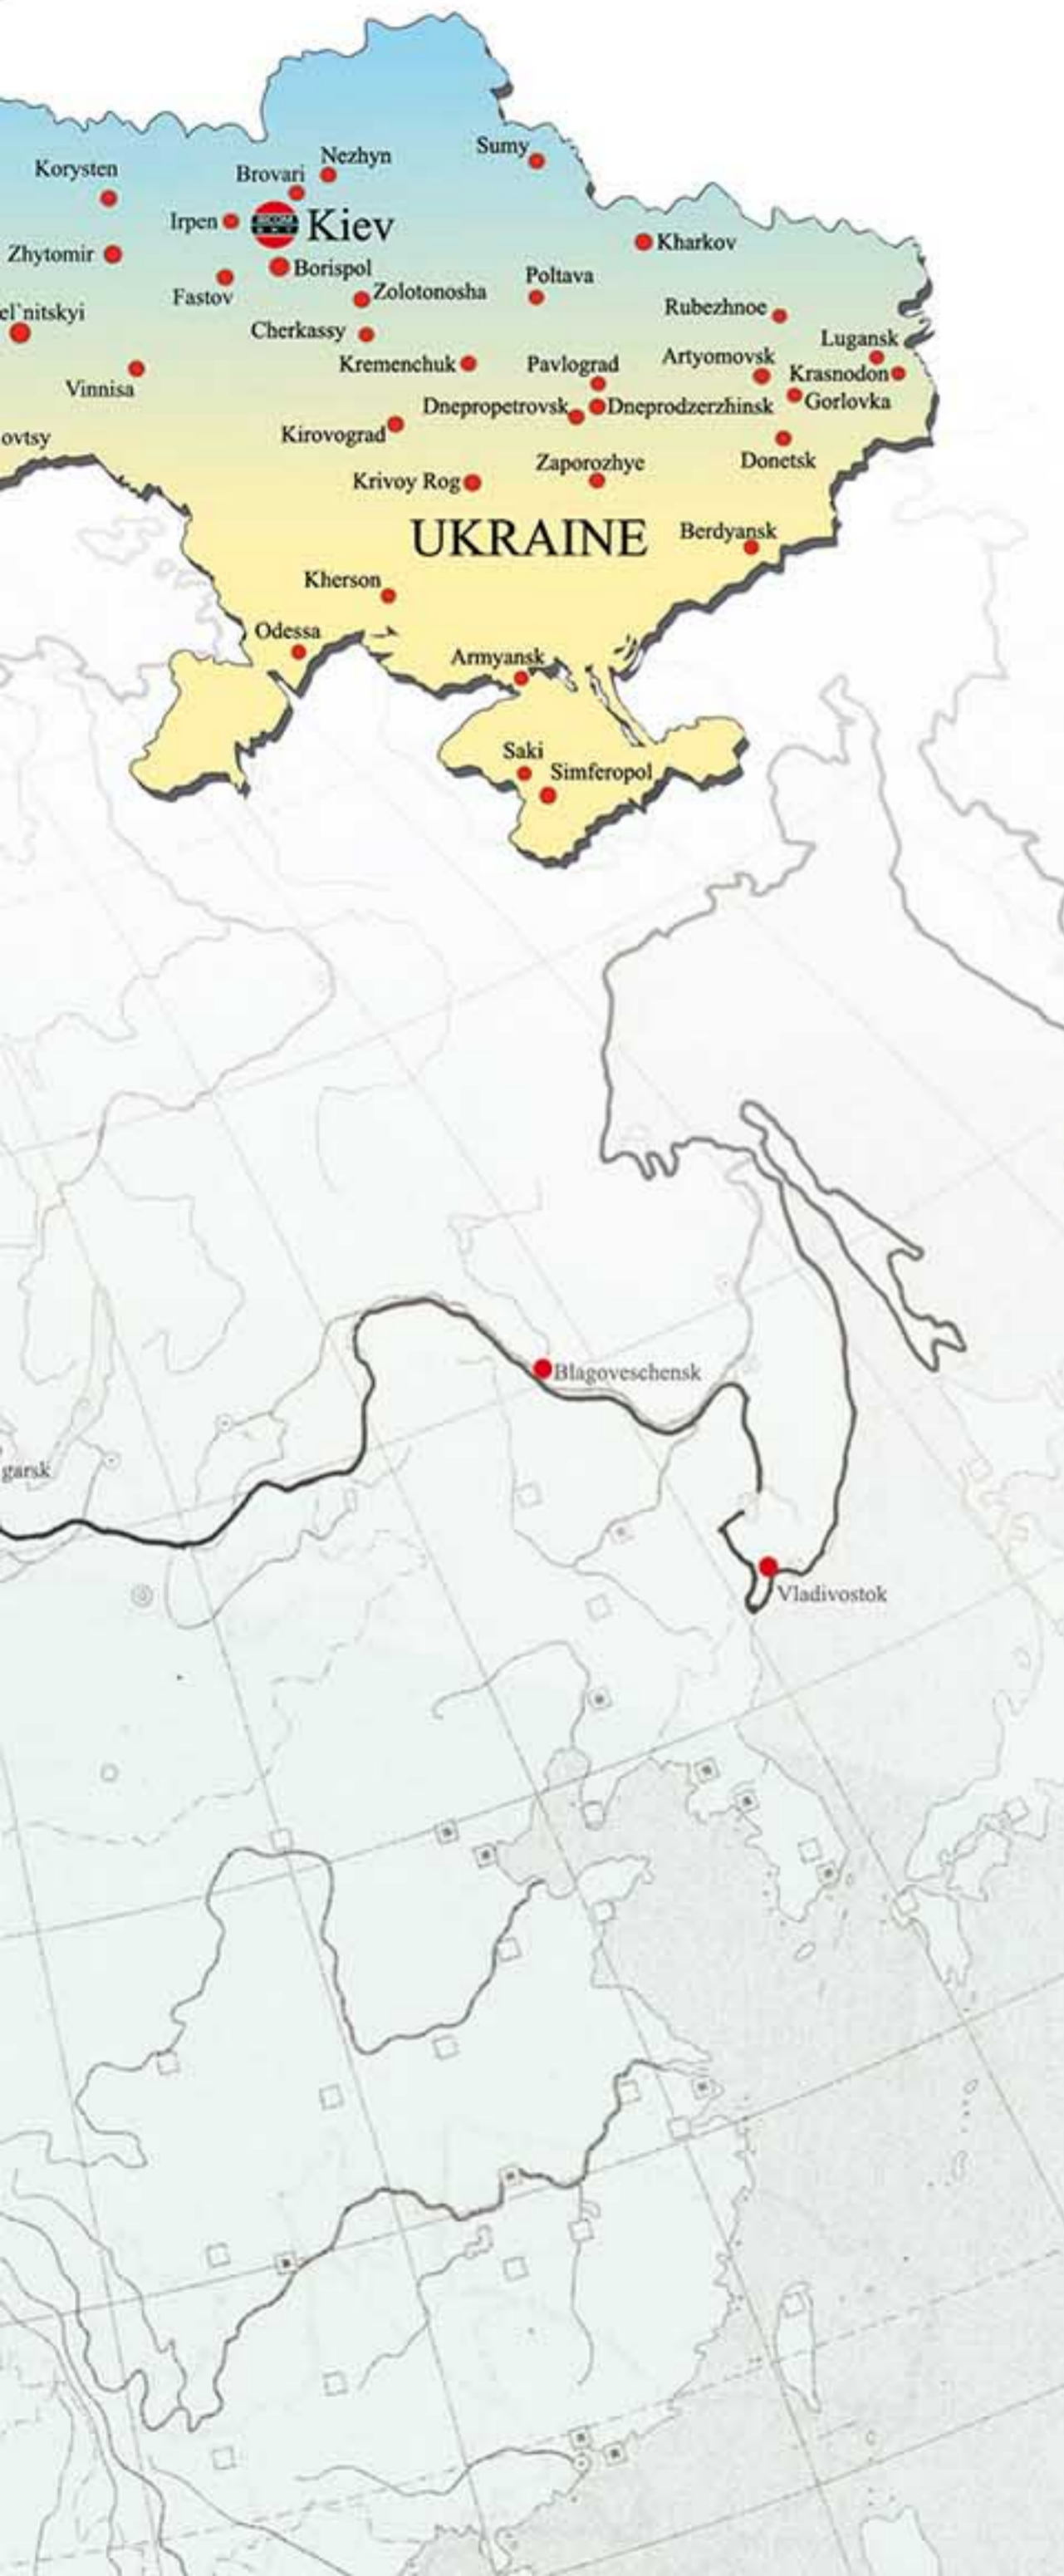 Sumy
Nezhyn
Korysten
Brovari
Irpen
Kiev
Kharkov
Zhytomir
Borispol
Poltava
Fastov
Zolotonosha
Rubezhnoe
el`nitskyi
Cherkassy
Lugansk
Kremenchuk
Pavlograd
Artyomovsk
Krasnodon
Vinnisa
Gorlovka
Dnepropetrovsk
Dneprodzerzhinsk
Kirovograd
ovtsy
Zaporozhye
Donetsk
Krivoy Rog
UKRAINE
Berdyansk
Kherson
Odessa
Armyansk
Saki
Simferopol
Blagoveschensk
garsk
Vladivostok